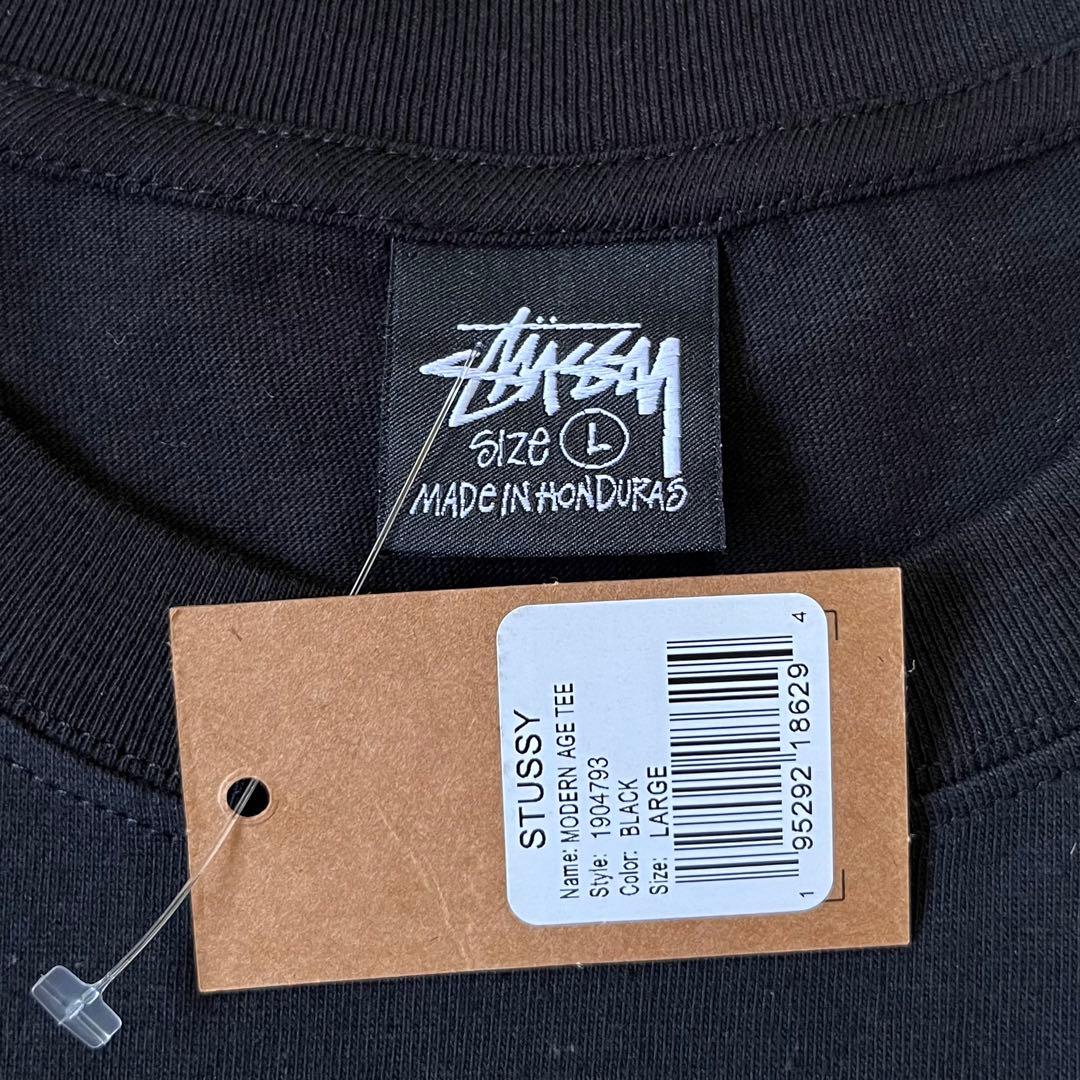 STÜSSY
SIZE L
MADE IN HONDURAS
STUSSY
Name: MODERN AGE TEE
Style: 1904793
Color: BLACK
Size: LARGE
1 95292 18629 4